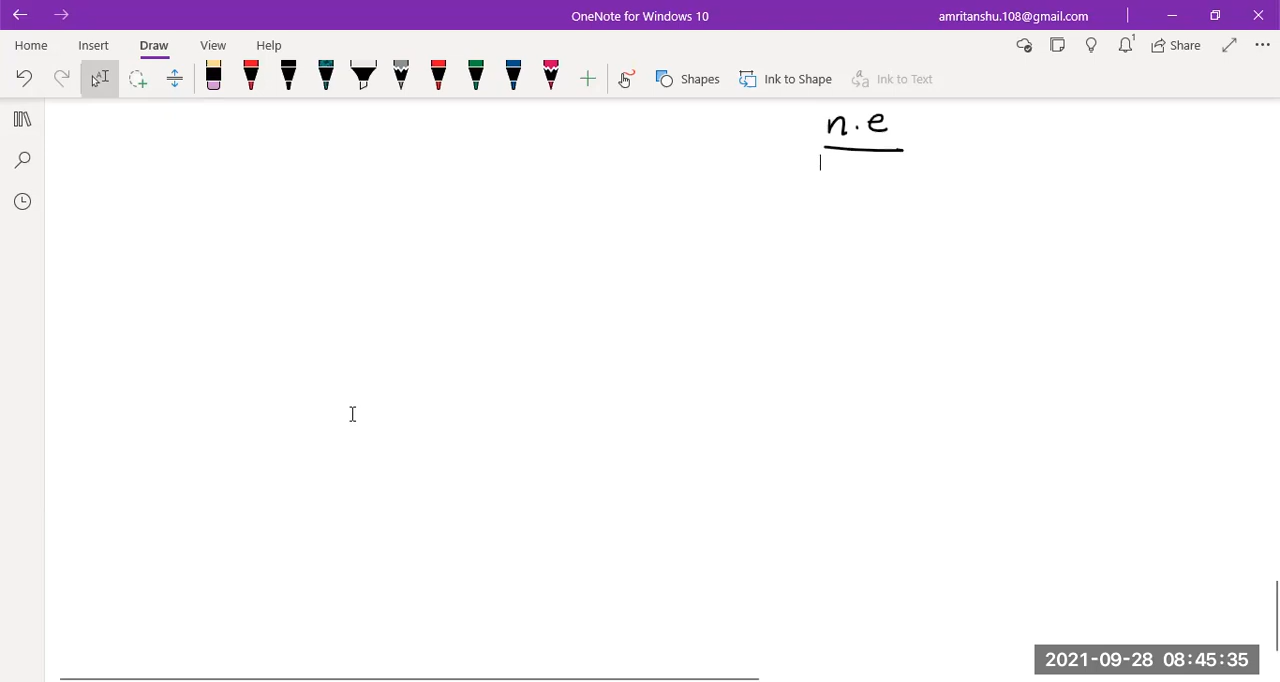 OneNote for Windows 10
amritanshu.108@gmail.com
Home Insert Draw View Help
1
Share
Shapes Ink to Shape Ink to Text
n.e
2021-09-28 08:45:35